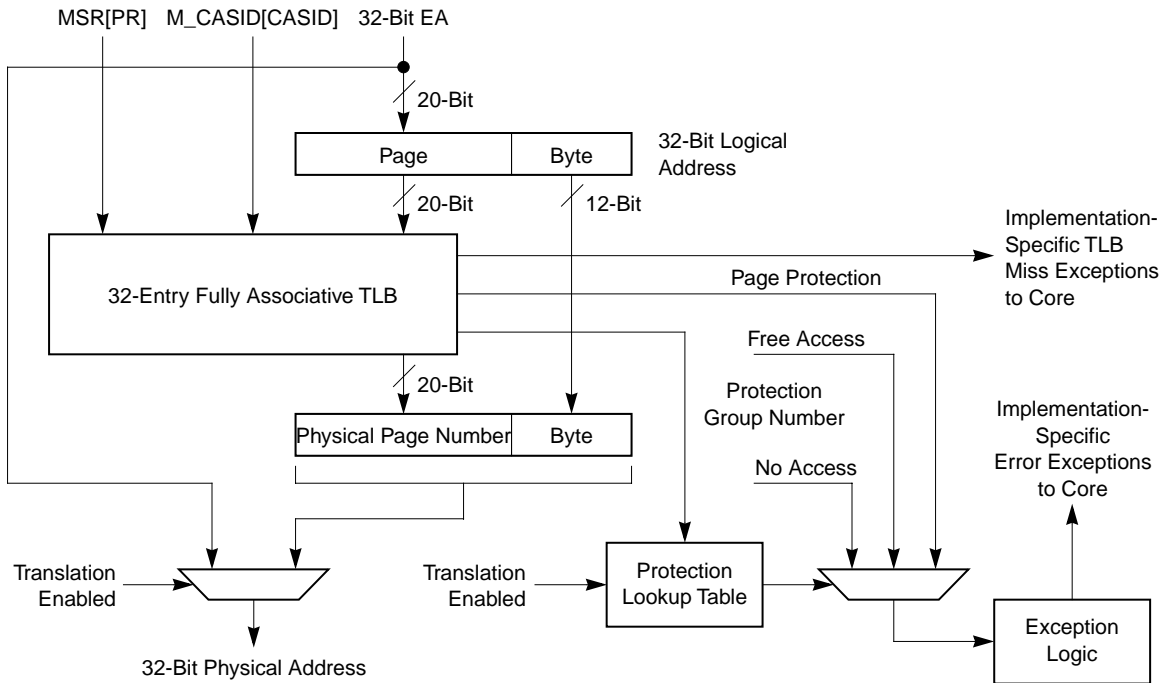 MSR[PR] M_CASID[CASID] 32-Bit EA
20-Bit
Page Byte
32-Bit Logical
Address
20-Bit
12-Bit
32-Entry Fully Associative TLB
Implementation-
Specific TLB
Miss Exceptions
to Core
Page Protection
Free Access
20-Bit
Protection
Group Number
Physical Page Number Byte
No Access
Implementation-
Specific
Error Exceptions
to Core
Translation
Enabled
32-Bit Physical Address
Translation
Enabled
Protection
Lookup Table
Exception
Logic